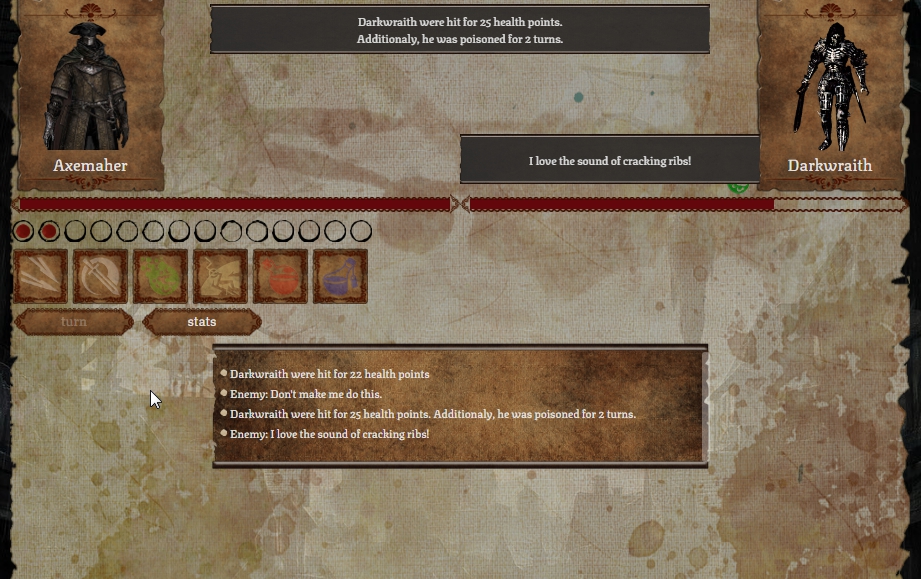 Darkwraith were hit for 25 health points.
Additionaly, he was poisoned for 2 turns.
Axemaher
I love the sound of cracking ribs!
Darkwraith
turn
stats
Darkwraith were hit for 22 health points
Enemy: Don't make me do this.
Darkwraith were hit for 25 health points. Additionaly, he was poisoned for 2 turns.
Enemy: I love the sound of cracking ribs!